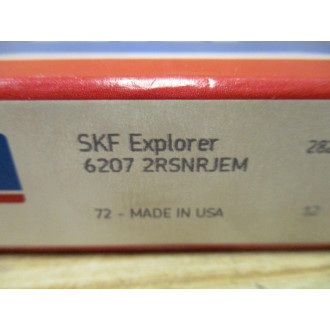 SKF Explorer
6207 2RSNRJEM
72 - MADE IN USA